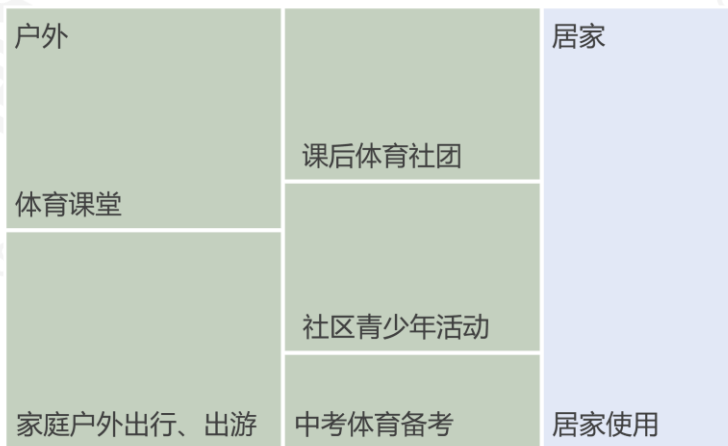 户外
体育课堂
家庭户外出行、出游
课后体育社团
社区青少年活动
中考体育备考
居家
居家使用